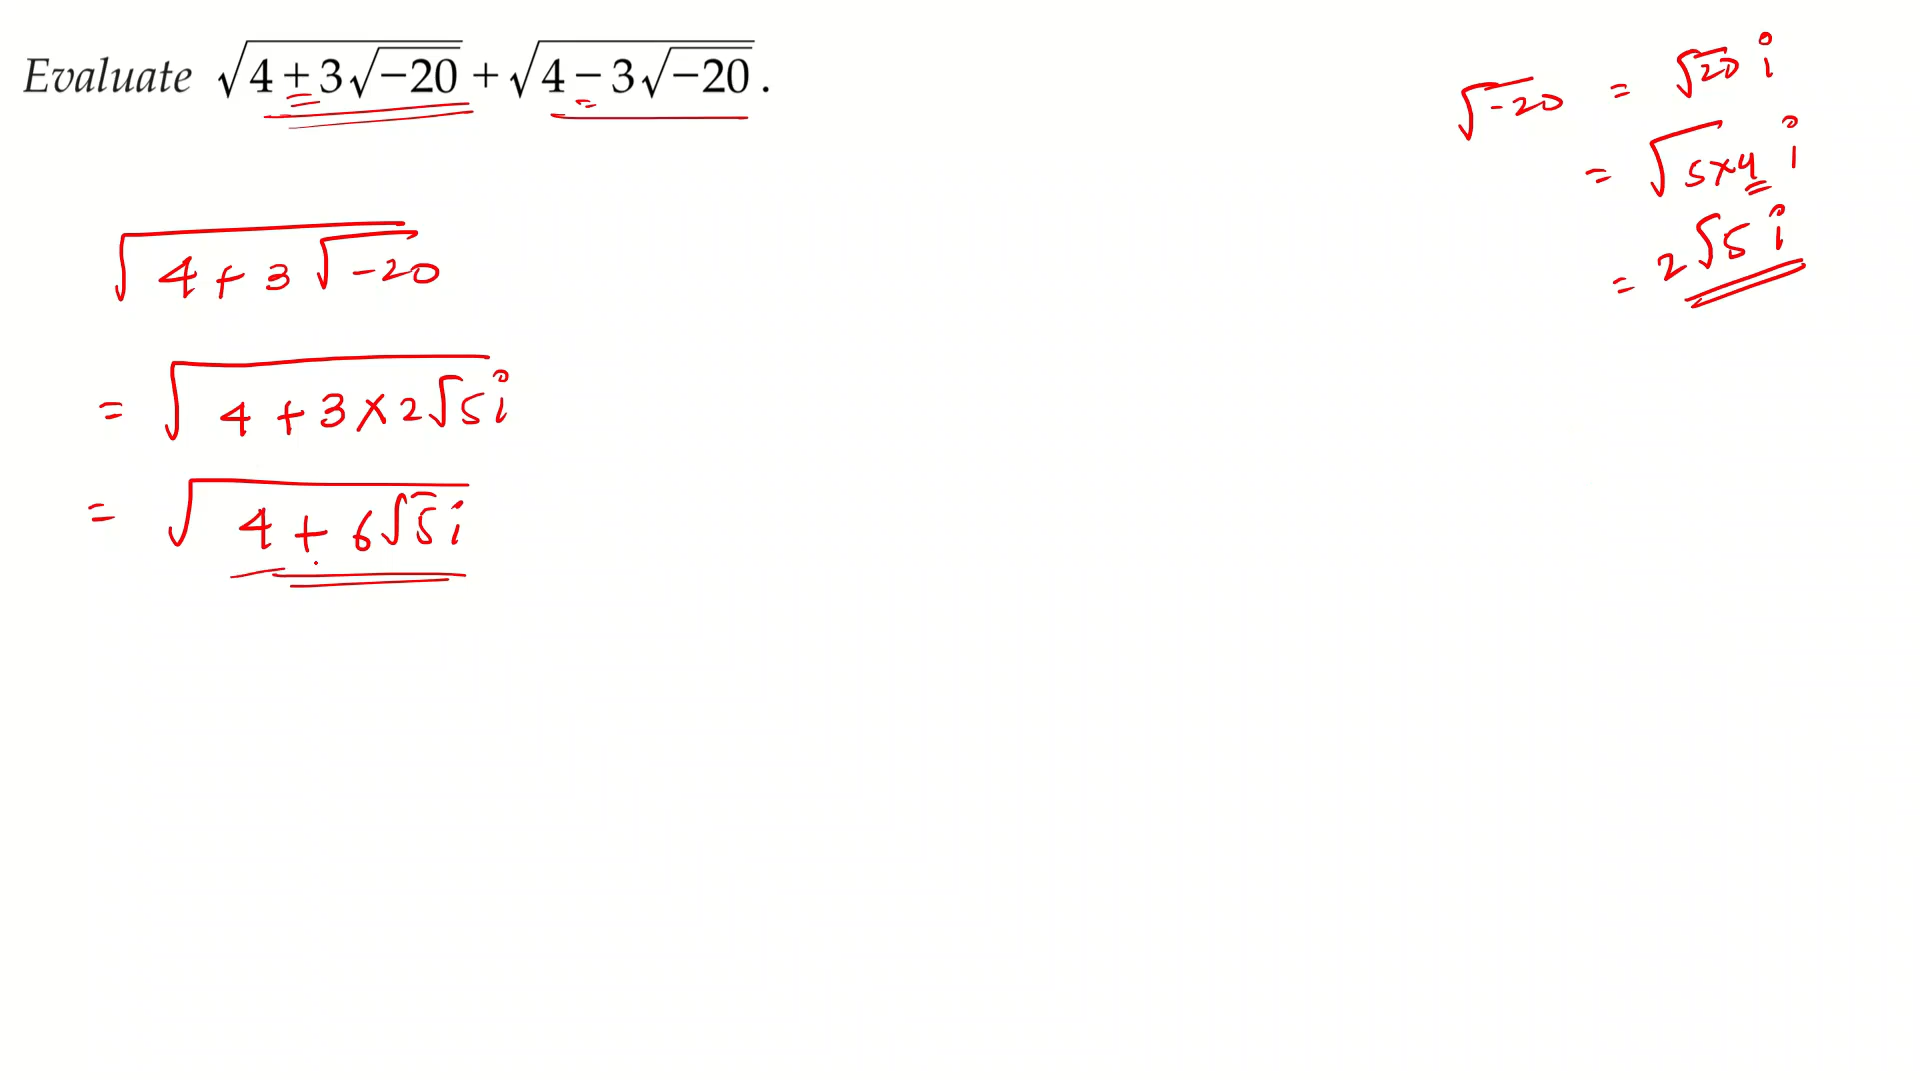 Evaluate √(4 + 3√(−20)) + √(4 − 3√(−20)) .
√-20 = √20 i
= √(5×4) i
= 2√5 i
√(4 + 3√-20)
= √(4 + 3×2√5 i)
= √(4 + 6√5 i)